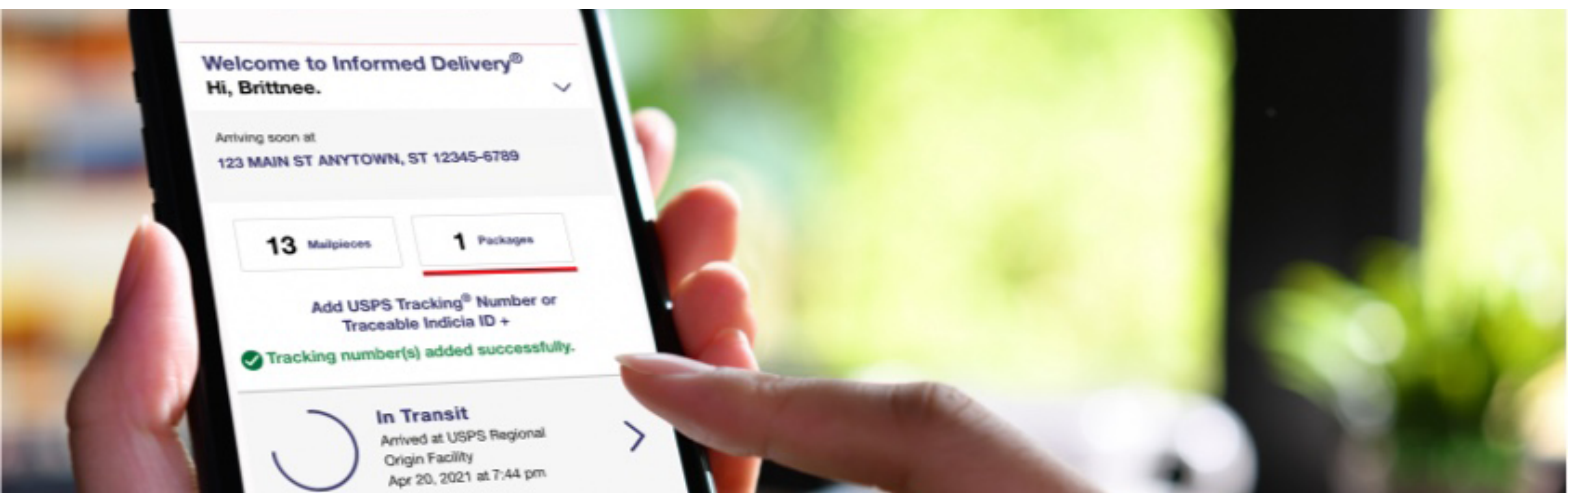 Welcome to Informed Delivery®
Hi, Brittnee.
Arriving soon at
123 MAIN ST ANYTOWN, ST 12345-6789
13 Mailpieces
1 Packages
Add USPS Tracking® Number or
Traceable Indicia ID +
Tracking number(s) added successfully.
In Transit
Arrived at USPS Regional
Origin Facility
Apr 20, 2021 at 7:44 pm